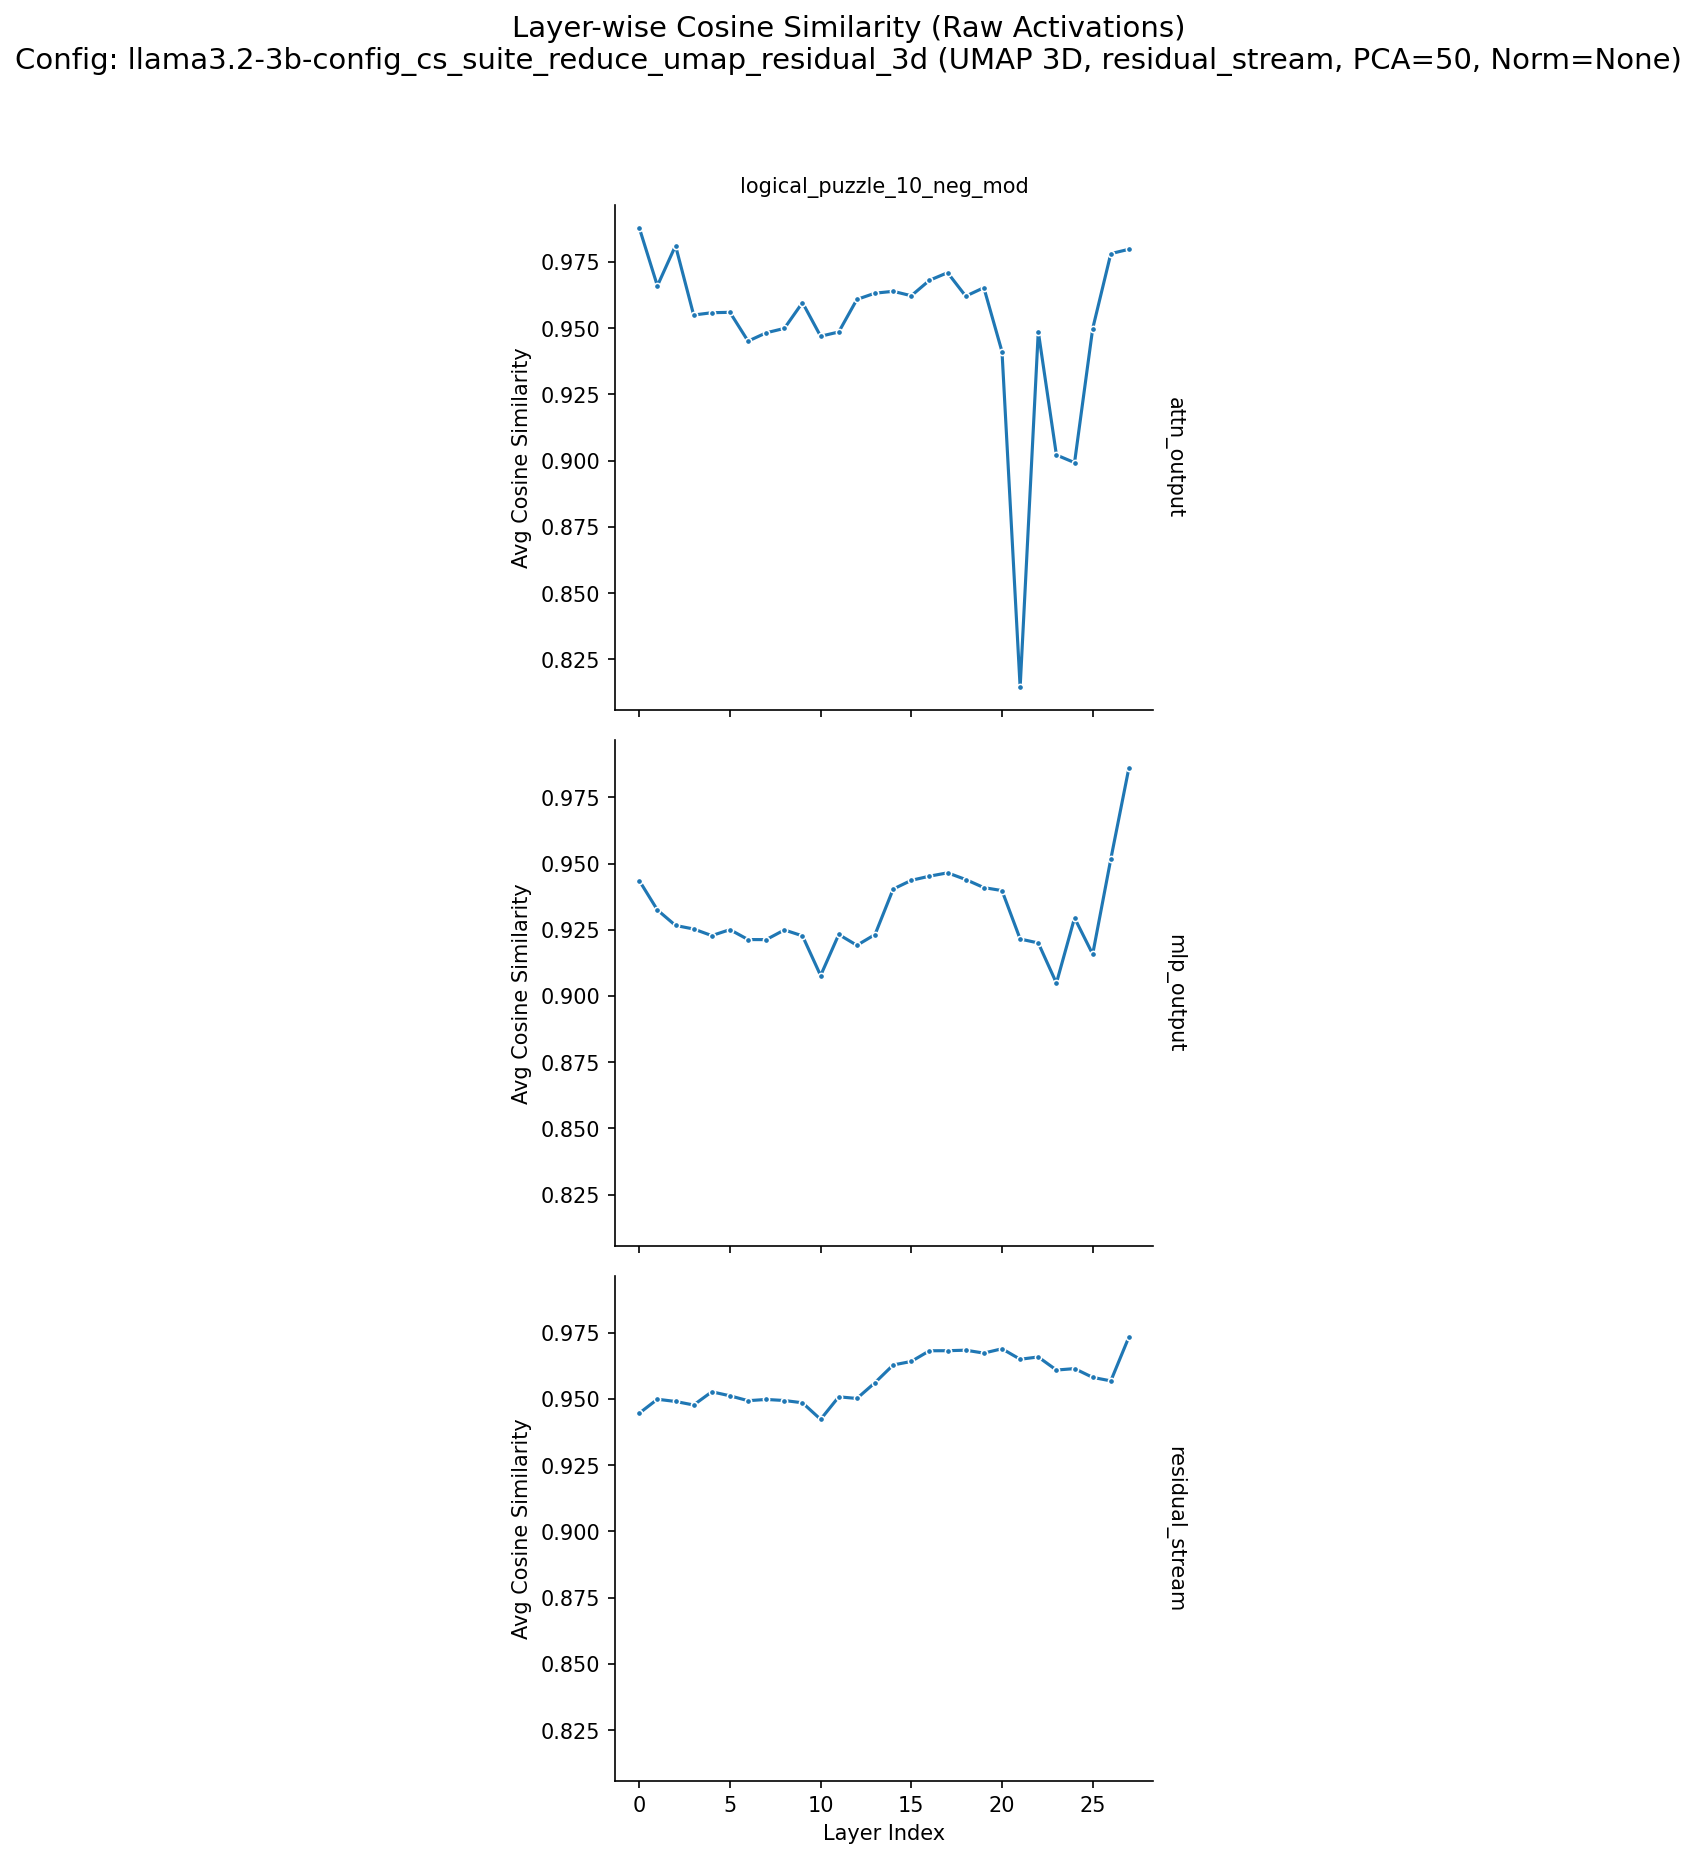 Layer-wise Cosine Similarity (Raw Activations)
Config: llama3.2-3b-config_cs_suite_reduce_umap_residual_3d (UMAP 3D, residual_stream, PCA=50, Norm=None)
logical_puzzle_10_neg_mod
0.975
0.950
0.925
0.900
0.875
0.850
0.825
Avg Cosine Similarity
attn_output
0.975
0.950
0.925
0.900
0.875
0.850
0.825
Avg Cosine Similarity
mlp_output
0.975
0.950
0.925
0.900
0.875
0.850
0.825
Avg Cosine Similarity
residual_stream
0 5 10 15 20 25
Layer Index